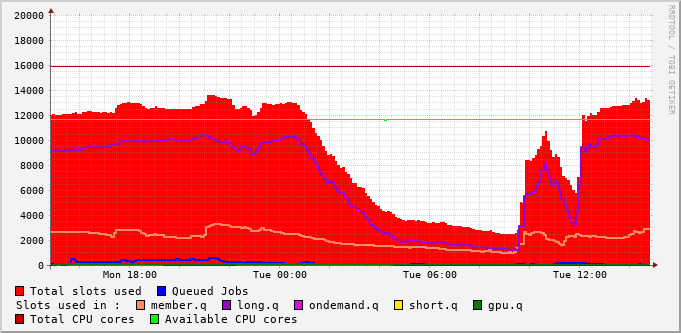 20000
18000
16000
14000
12000
10000
8000
6000
4000
2000
0
Mon 18:00 Tue 00:00 Tue 06:00 Tue 12:00
Total slots used Queued Jobs
Slots used in : member.q long.q ondemand.q short.q gpu.q
Total CPU cores Available CPU cores
RRDTOOL / TOBI OETIKER